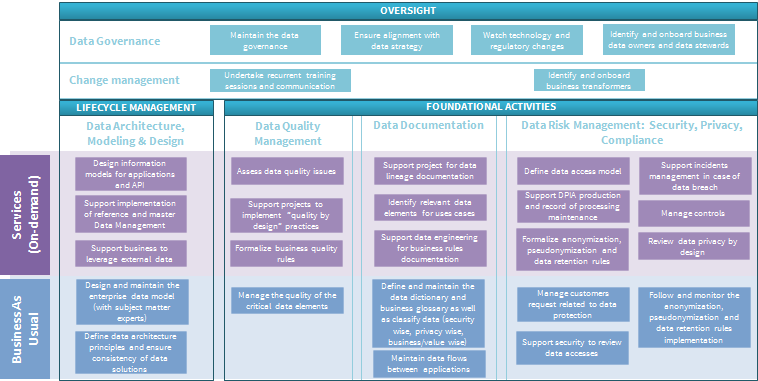 OVERSIGHT
Data Governance
Maintain the data
governance
Ensure alignment with
data strategy
Watch technology and
regulatory changes
Identify and onboard business
data owners and data stewards
Change management
Undertake recurrent training
sessions and communication
Identify and onboard
business transformers
LIFECYCLE MANAGEMENT
FOUNDATIONAL ACTIVITIES
Data Architecture,
Modeling & Design
Data Quality
Management
Data Documentation
Data Risk Management: Security, Privacy,
Compliance
Services
(On-demand)
Design information
models for applications
and API
Support implementation
of reference and master
Data Management
Support business to
leverage external data
Assess data quality issues
Support projects to
implement "quality by
design" practices
Formalize business quality
rules
Support project for data
lineage documentation
Identify relevant data
elements for uses cases
Support data engineering
for business rules
documentation
Define data access model
Support DPIA production
and record of processing
maintenance
Formalize anonymization,
pseudonymization and
data retention rules
Support incidents
management in case of
data breach
Manage controls
Review data privacy by
design
Business As
Usual
Design and maintain the
enterprise data model
(with subject matter
experts)
Define data architecture
principles and ensure
consistency of data
solutions
Manage the quality of the
critical data elements
Define and maintain the
data dictionary and
business glossary as well
as classify data (security
wise, privacy wise,
business/value wise)
Maintain data flows
between applications
Manage customers
request related to data
protection
Support security to review
data accesses
Follow and monitor the
anonymization,
pseudonymization and
data retention rules
implementation